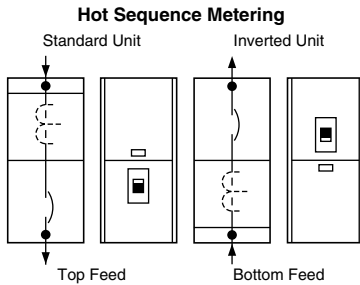 Hot Sequence Metering
Standard Unit
Inverted Unit
Top Feed
Bottom Feed